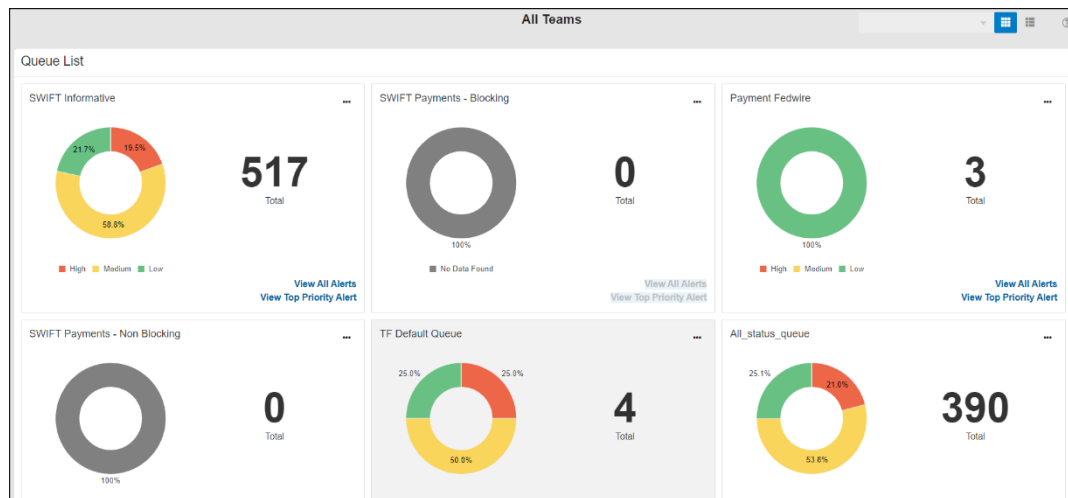 All Teams
Queue List
SWIFT Informative
21.7%
19.5%
58.8%
517
Total
High Medium Low
View All Alerts
View Top Priority Alert
SWIFT Payments - Blocking
100%
0
Total
No Data Found
View All Alerts
View Top Priority Alert
Payment Fedwire
100%
3
Total
High Medium Low
View All Alerts
View Top Priority Alert
SWIFT Payments - Non Blocking
100%
0
Total
TF Default Queue
25.0%
25.0%
50.0%
4
Total
All_status_queue
25.1%
21.0%
53.8%
390
Total